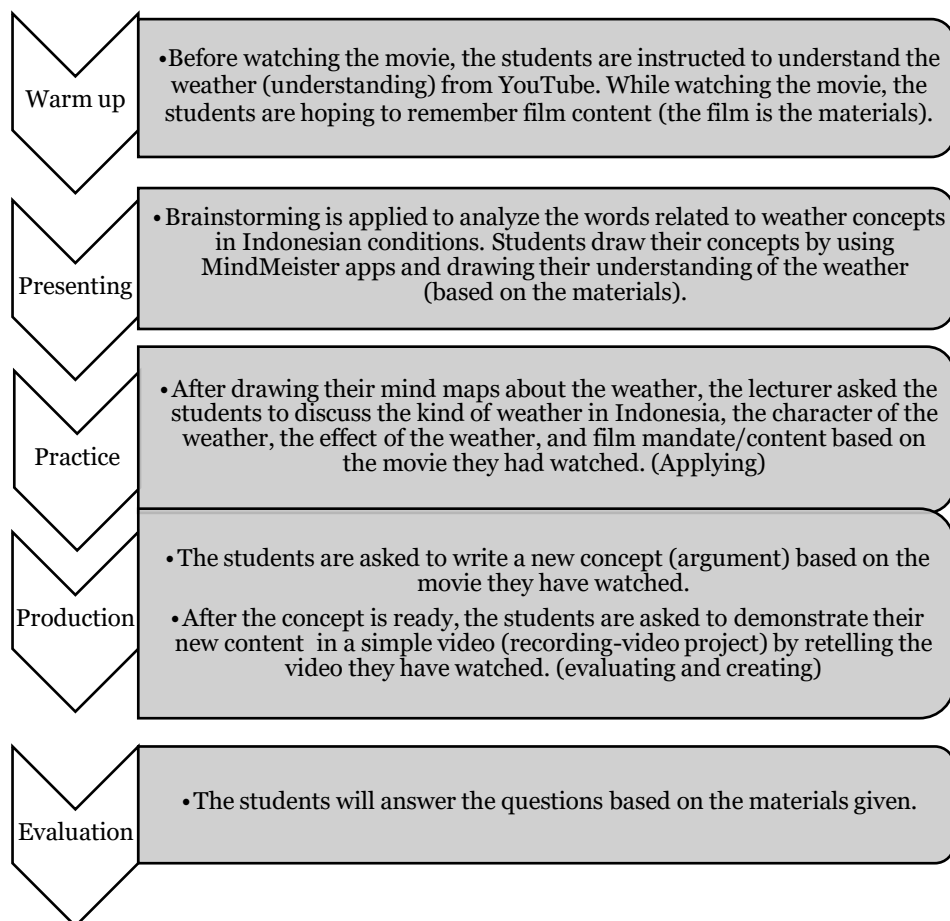 Warm up
•Before watching the movie, the students are instructed to understand the
weather (understanding) from YouTube. While watching the movie, the
students are hoping to remember film content (the film is the materials).
Presenting
•Brainstorming is applied to analyze the words related to weather concepts
in Indonesian conditions. Students draw their concepts by using
MindMeister apps and drawing their understanding of the weather
(based on the materials).
Practice
•After drawing their mind maps about the weather, the lecturer asked the
students to discuss the kind of weather in Indonesia, the character of the
weather, the effect of the weather, and film mandate/content based on
the movie they had watched. (Applying)
Production
•The students are asked to write a new concept (argument) based on the
movie they have watched.
•After the concept is ready, the students are asked to demonstrate their
new content in a simple video (recording-video project) by retelling the
video they have watched. (evaluating and creating)
Evaluation
•The students will answer the questions based on the materials given.